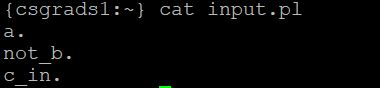 {csgrads1:~} cat input.pl
a.
not_b.
c_in.